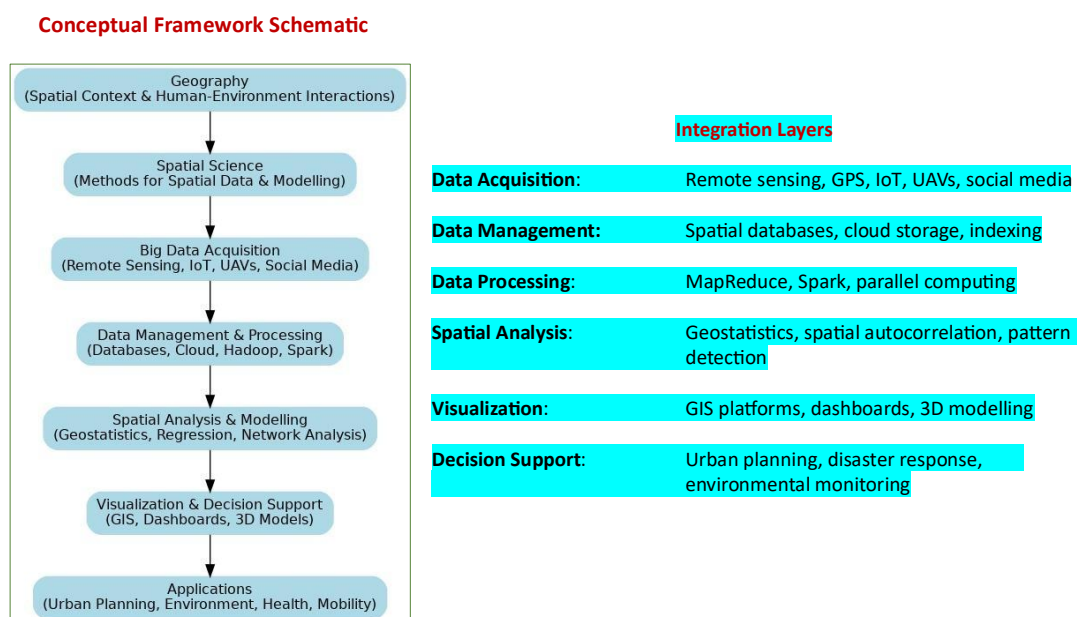 Conceptual Framework Schematic
Geography
(Spatial Context & Human-Environment Interactions)
Spatial Science
(Methods for Spatial Data & Modelling)
Big Data Acquisition
(Remote Sensing, IoT, UAVs, Social Media)
Data Management & Processing
(Databases, Cloud, Hadoop, Spark)
Spatial Analysis & Modelling
(Geostatistics, Regression, Network Analysis)
Visualization & Decision Support
(GIS, Dashboards, 3D Models)
Applications
(Urban Planning, Environment, Health, Mobility)
Integration Layers
Data Acquisition: Remote sensing, GPS, IoT, UAVs, social media
Data Management: Spatial databases, cloud storage, indexing
Data Processing: MapReduce, Spark, parallel computing
Spatial Analysis: Geostatistics, spatial autocorrelation, pattern
detection
Visualization: GIS platforms, dashboards, 3D modelling
Decision Support: Urban planning, disaster response,
environmental monitoring